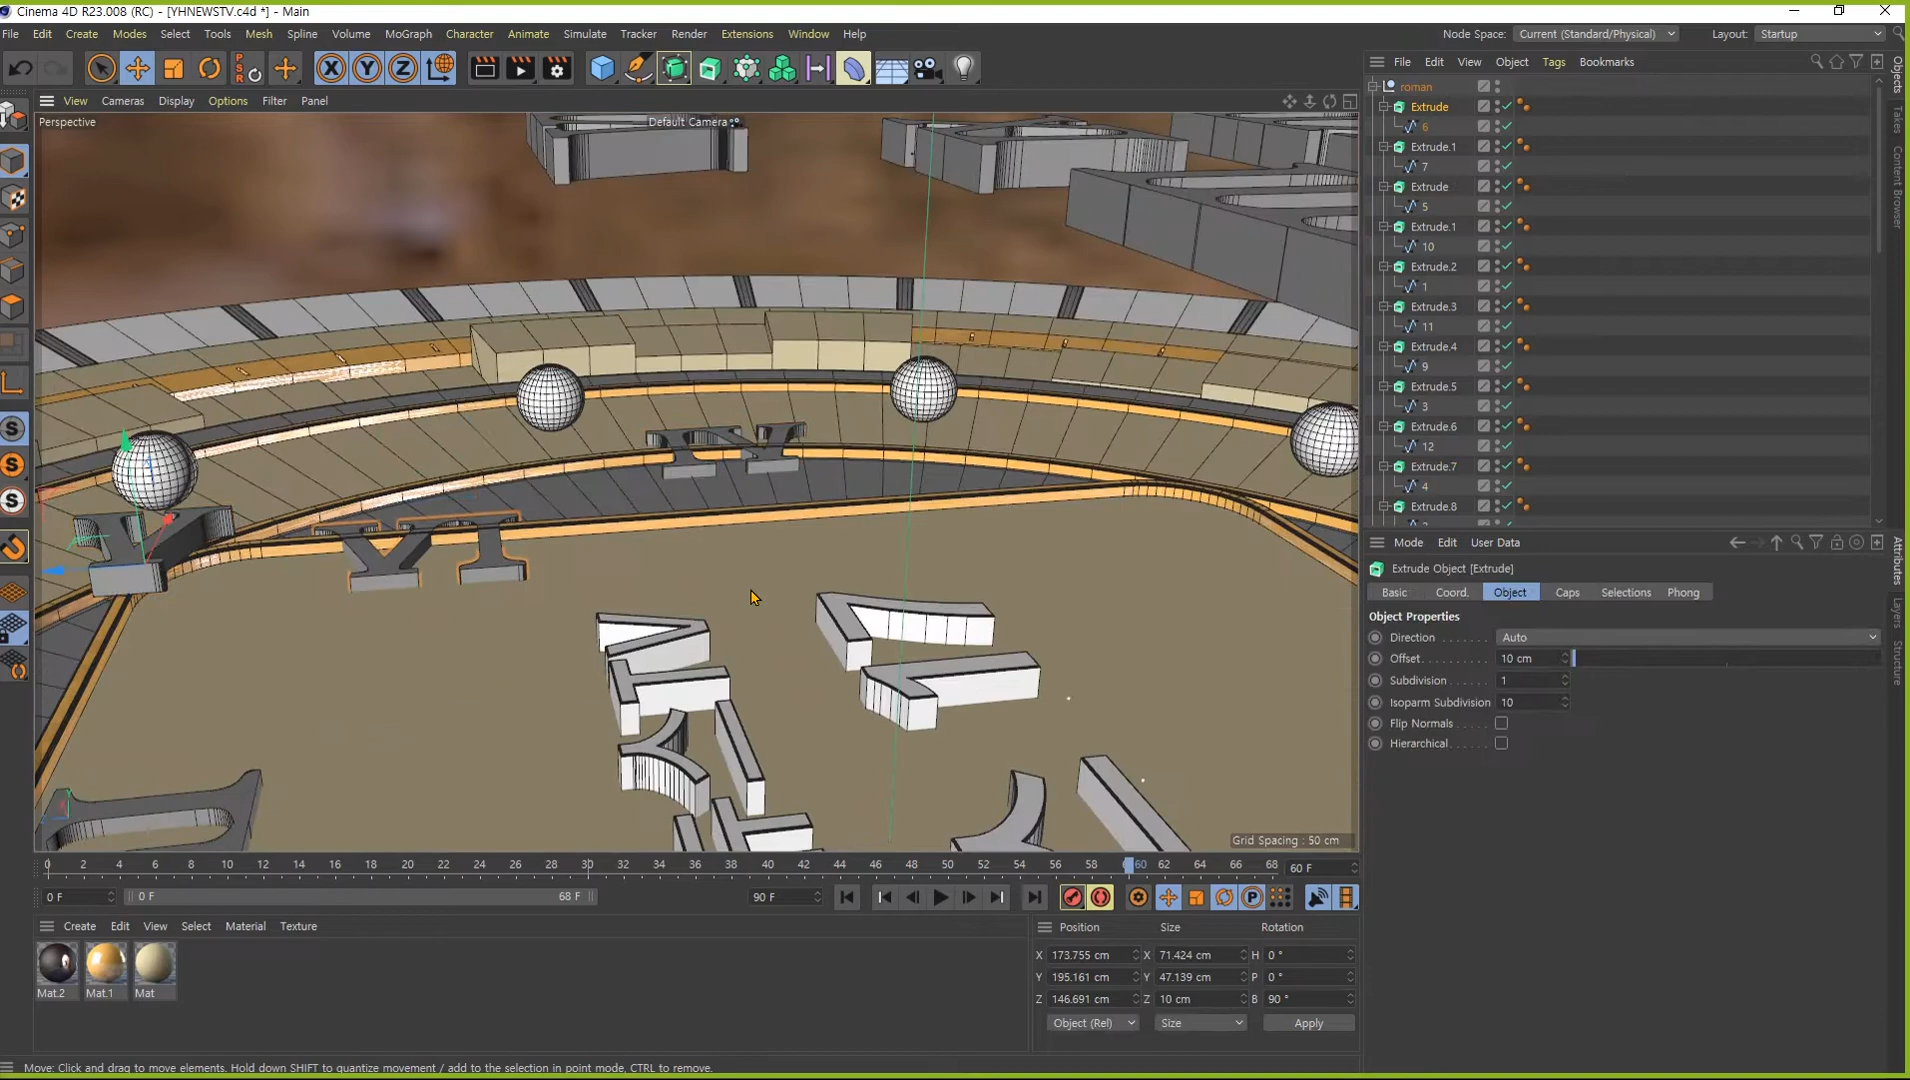 Cinema 4D R23.008 (RC) - [YHNEWSTV.c4d *] - Main
File Edit Create Modes Select Tools Mesh Spline Volume MoGraph Character Animate Simulate Tracker Render Extensions Window Help
Node Space: Current (Standard/Physical) Layout: Startup
View Cameras Display Options Filter Panel
Perspective
Default Camera
Grid Spacing : 50 cm
0 2 4 6 8 10 12 14 16 18 20 22 24 26 28 30 32 34 36 38 40 42 44 46 48 50 52 54 56 58 60 62 64 66 68
60 F
0 F
0 F
68 F
90 F
Create Edit View Select Material Texture
Mat.2 Mat.1 Mat
Position Size Rotation
X 173.755 cm X 71.424 cm H 0 °
Y 195.161 cm Y 47.139 cm P 0 °
Z 146.691 cm Z 10 cm B 90 °
Object (Rel) Size Apply
Move: Click and drag to move elements. Hold down SHIFT to quantize movement / add to the selection in point mode, CTRL to remove.
File Edit View Object Tags Bookmarks
roman
Extrude
6
Extrude.1
7
Extrude
5
Extrude.1
10
Extrude.2
1
Extrude.3
11
Extrude.4
9
Extrude.5
3
Extrude.6
12
Extrude.7
4
Extrude.8
Mode Edit User Data
Extrude Object [Extrude]
Basic Coord. Object Caps Selections Phong
Object Properties
Direction Auto
Offset 10 cm
Subdivision 1
Isoparm Subdivision 10
Flip Normals
Hierarchical
Objects
Takes
Content Browser
Attributes
Layers
Structure